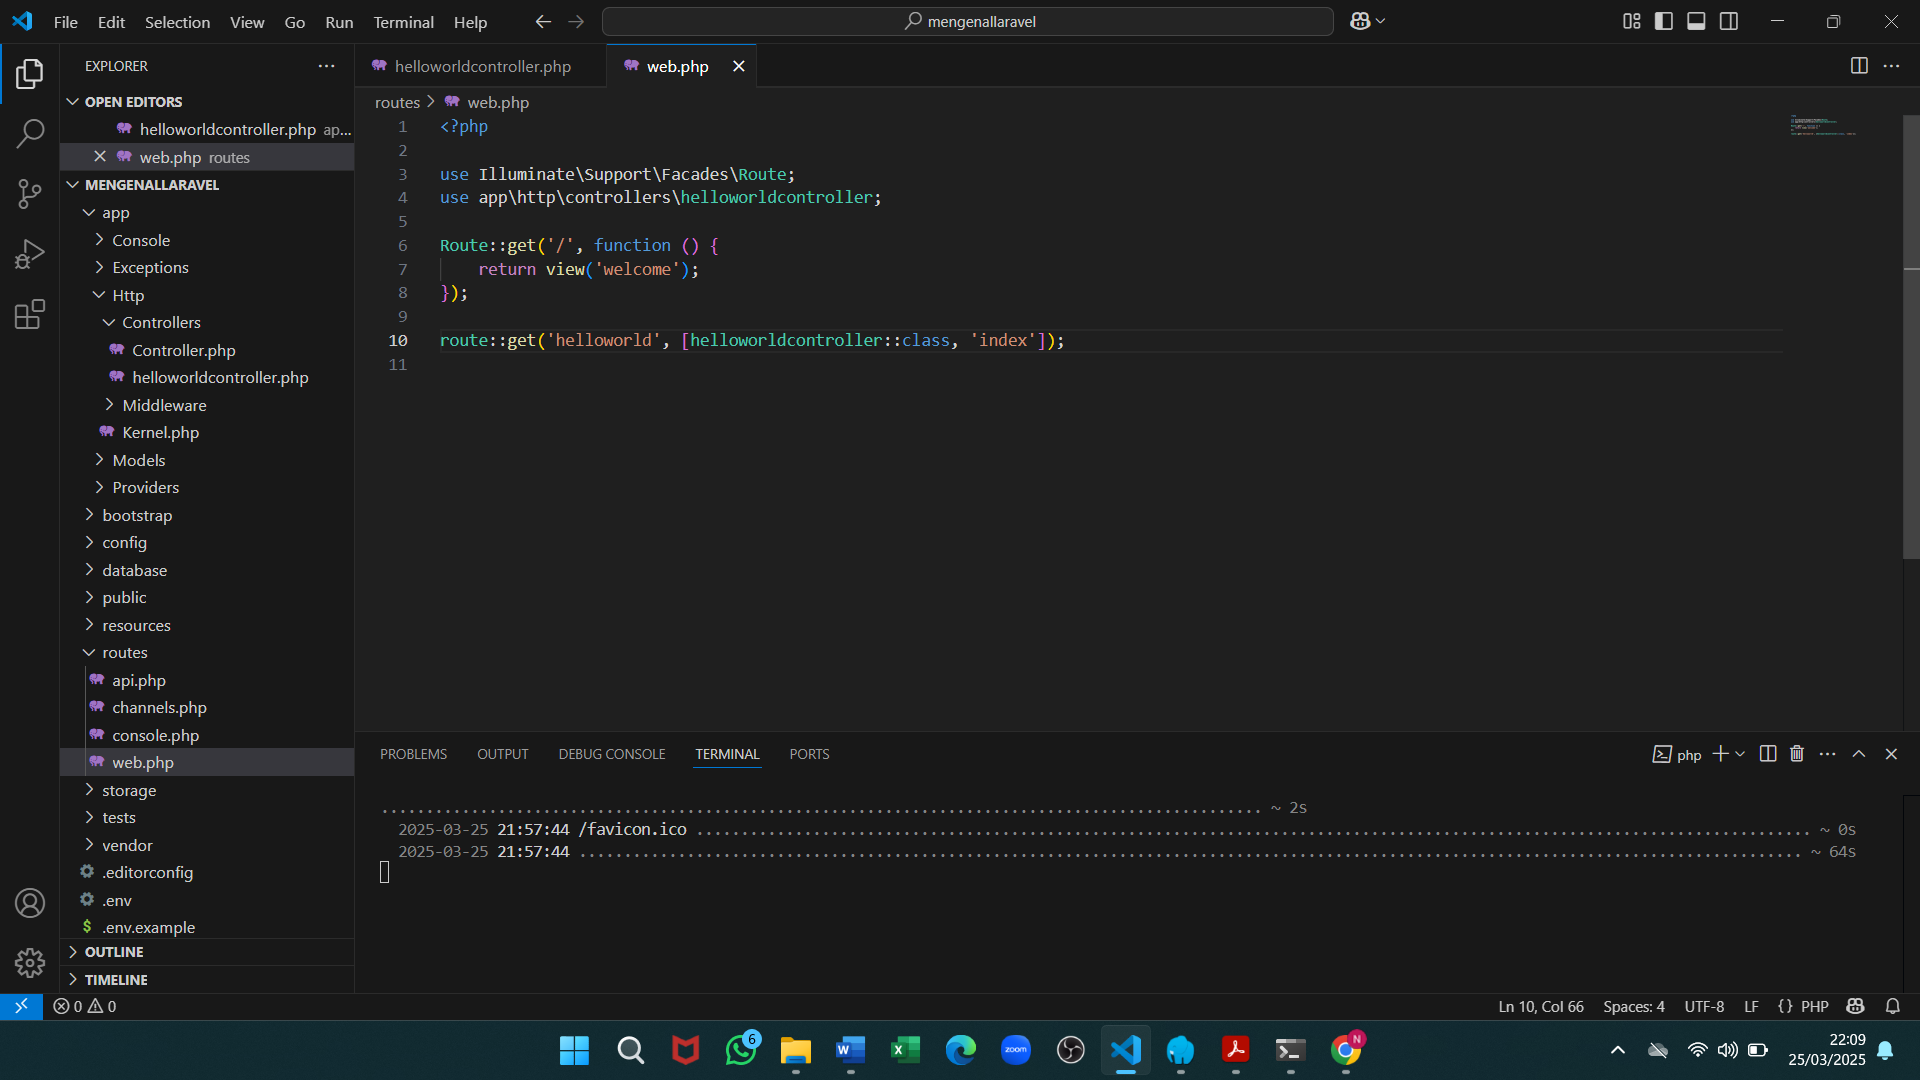 File Edit Selection View Go Run Terminal Help
mengenallaravel
EXPLORER
OPEN EDITORS
helloworldcontroller.php ap...
web.php routes
MENGENALLARAVEL
app
Console
Exceptions
Http
Controllers
Controller.php
helloworldcontroller.php
Middleware
Kernel.php
Models
Providers
bootstrap
config
database
public
resources
routes
api.php
channels.php
console.php
web.php
storage
tests
vendor
.editorconfig
.env
$ .env.example
OUTLINE
TIMELINE
helloworldcontroller.php
web.php
routes > web.php
1 <?php
2
3 use Illuminate\Support\Facades\Route;
4 use app\http\controllers\helloworldcontroller;
5
6 Route::get('/', function () {
7 return view('welcome');
8 });
9
10 route::get('helloworld', [helloworldcontroller::class, 'index']);
11
PROBLEMS OUTPUT DEBUG CONSOLE TERMINAL PORTS
php
~ 2s
2025-03-25 21:57:44 /favicon.ico ~ 0s
2025-03-25 21:57:44 ~ 64s
0 0
Ln 10, Col 66 Spaces: 4 UTF-8 LF {} PHP
6
zoom
N
22:09
25/03/2025